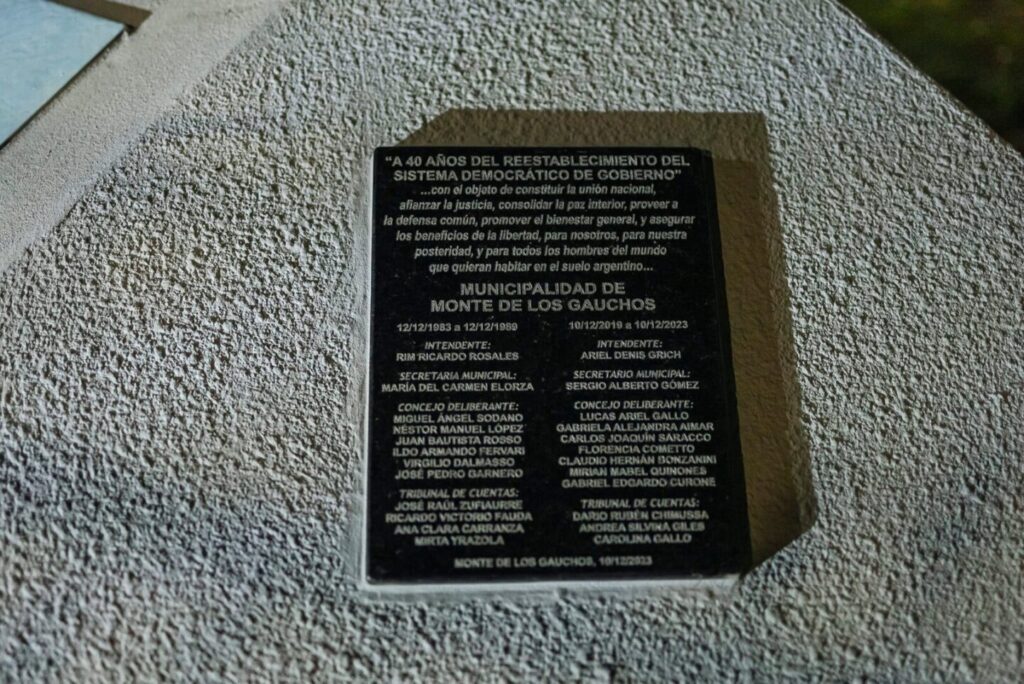 "A 40 AÑOS DEL REESTABLECIMIENTO DEL
SISTEMA DEMOCRÁTICO DE GOBIERNO"
...con el objeto de constituir la unión nacional,
afianzar la justicia, consolidar la paz interior, proveer a
la defensa común, promover el bienestar general, y asegurar
los beneficios de la libertad, para nosotros, para nuestra
posteridad, y para todos los hombres del mundo
que quieran habitar en el suelo argentino...
MUNICIPALIDAD DE
MONTE DE LOS GAUCHOS
12/12/1983 a 12/12/1989
INTENDENTE:
RIM RICARDO ROSALES
SECRETARIA MUNICIPAL:
MARÍA DEL CARMEN ELORZA
CONCEJO DELIBERANTE:
MIGUEL ÁNGEL SODANO
NÉSTOR MANUEL LÓPEZ
JUAN BAUTISTA ROSSO
ILDO ARMANDO FERVARI
VIRGILIO DALMASSO
JOSÉ PEDRO GARNERO
TRIBUNAL DE CUENTAS:
JOSÉ RAÚL ZUFIAURRE
RICARDO VICTORIO FAUDA
ANA CLARA CARRANZA
MIRTA YRAZOLA
10/12/2019 a 10/12/2023
INTENDENTE:
ARIEL DENIS GRICH
SECRETARIO MUNICIPAL:
SERGIO ALBERTO GÓMEZ
CONCEJO DELIBERANTE:
LUCAS ARIEL GALLO
GABRIELA ALEJANDRA AIMAR
CARLOS JOAQUÍN SARACCO
FLORENCIA COMETTO
CLAUDIO HERNÁN BONZANINI
MIRIAN MABEL QUINONES
GABRIEL EDGARDO CURONE
TRIBUNAL DE CUENTAS:
DARIO RUBÉN CHIMUSSA
ANDREA SILVINA GILES
CAROLINA GALLO
MONTE DE LOS GAUCHOS, 10/12/2023